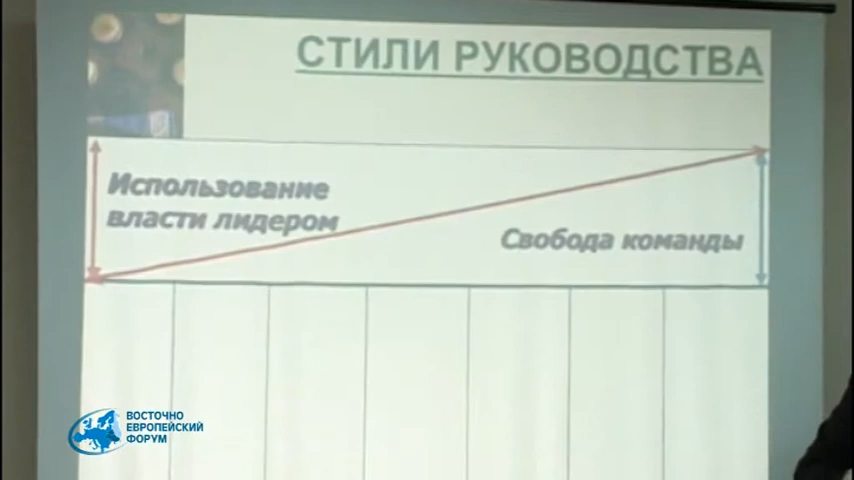 СТИЛИ РУКОВОДСТВА
Использование
власти лидером
Свобода команды
ВОСТОЧНО
ЕВРОПЕЙСКИЙ
ФОРУМ